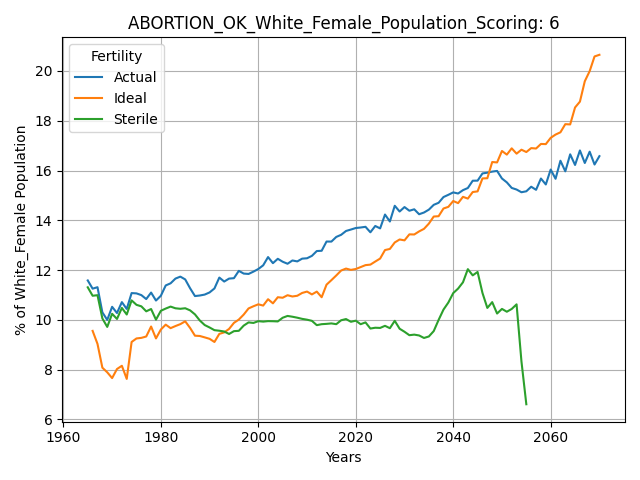 ABORTION_OK_White_Female_Population_Scoring: 6
Fertility
Actual
Ideal
Sterile
% of White_Female Population
20
18
16
14
12
10
8
6
1960
1980
2000
2020
2040
2060
Years